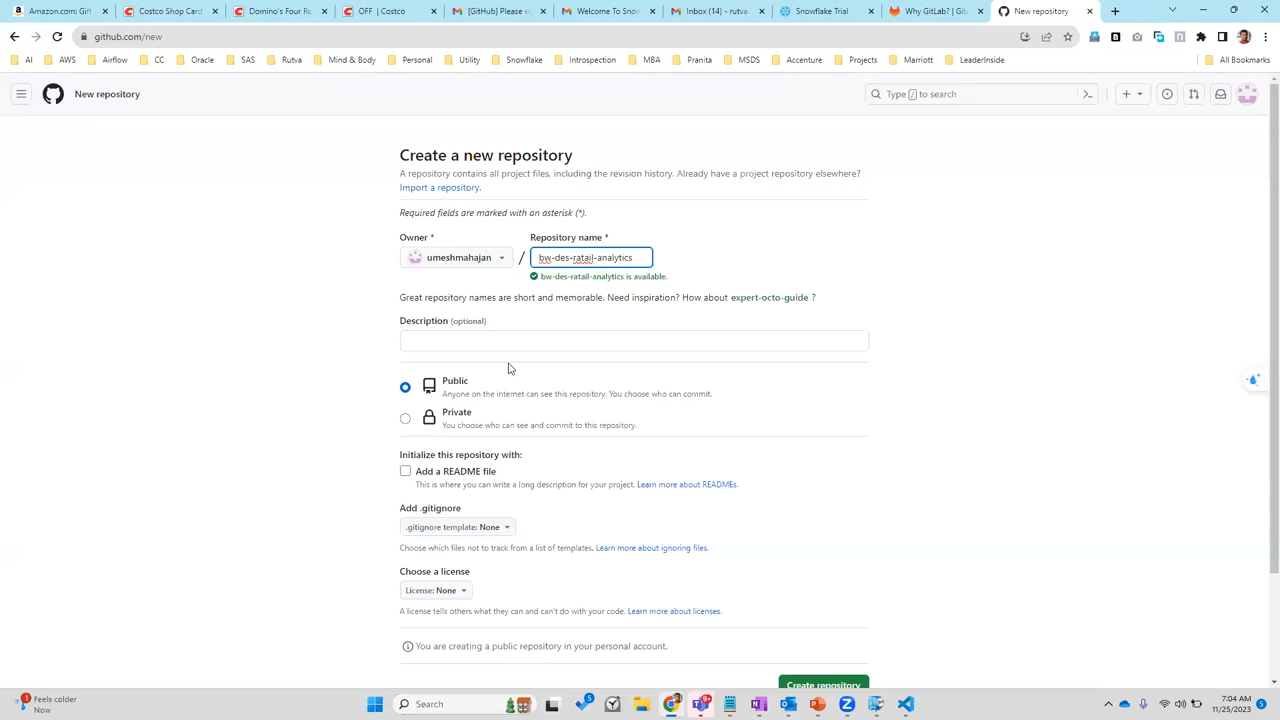 Amazon.com: Gif
Costco Shop Card
Domino's Four Re
OFF | Costco
[GitHub] Please v
Welcome to Snow
Inbox (14) - rutva
Snowflake Trial
Why GitLab? | Gi
New repository
github.com/new
AI
AWS
Airflow
CC
Oracle
SAS
Rutva
Mind & Body
Personal
Utility
Snowflake
Introspection
MBA
Pranita
MSDS
Accenture
Projects
Marriott
LeaderInside
All Bookmarks
New repository
Type / to search
Create a new repository
A repository contains all project files, including the revision history. Already have a project repository elsewhere?
Import a repository.
Required fields are marked with an asterisk (*).
Owner * Repository name *
umeshmahajan / bw-des-ratail-analytics
bw-des-ratail-analytics is available.
Great repository names are short and memorable. Need inspiration? How about expert-octo-guide ?
Description (optional)
Public
Anyone on the internet can see this repository. You choose who can commit.
Private
You choose who can see and commit to this repository.
Initialize this repository with:
Add a README file
This is where you can write a long description for your project. Learn more about READMEs.
Add .gitignore
.gitignore template: None
Choose which files not to track from a list of templates. Learn more about ignoring files.
Choose a license
License: None
A license tells others what they can and can't do with your code. Learn more about licenses.
You are creating a public repository in your personal account.
Create repository
1
Feels colder
Now
Search
5
9+
7:04 AM
11/25/2023
5